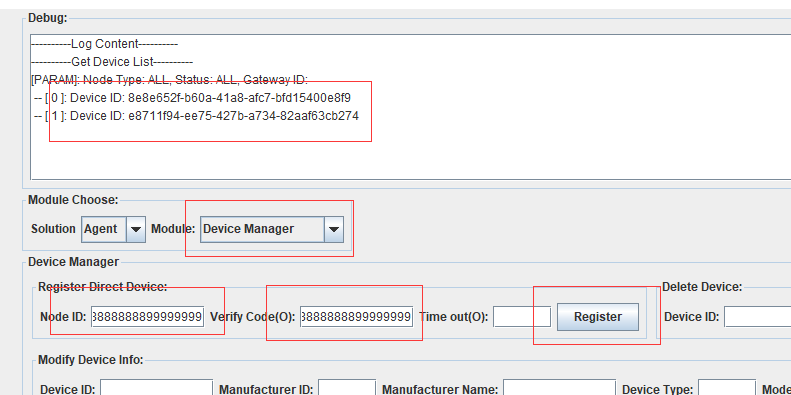 Debug:
----------Log Content----------
----------Get Device List----------
[PARAM]: Node Type: ALL, Status: ALL, Gateway ID:
-- [ 0 ]: Device ID: 8e8e652f-b60a-41a8-afc7-bfd15400e8f9
-- [ 1 ]: Device ID: e8711f94-ee75-427b-a734-82aaf63cb274
Module Choose:
Solution Agent Module: Device Manager
Device Manager
Register Direct Device: Delete Device:
Node ID: 38888888899999999 Verify Code(O): 38888888899999999 Time out(O): Register Device ID:
Modify Device Info:
Device ID: Manufacturer ID: Manufacturer Name: Device Type: Mode